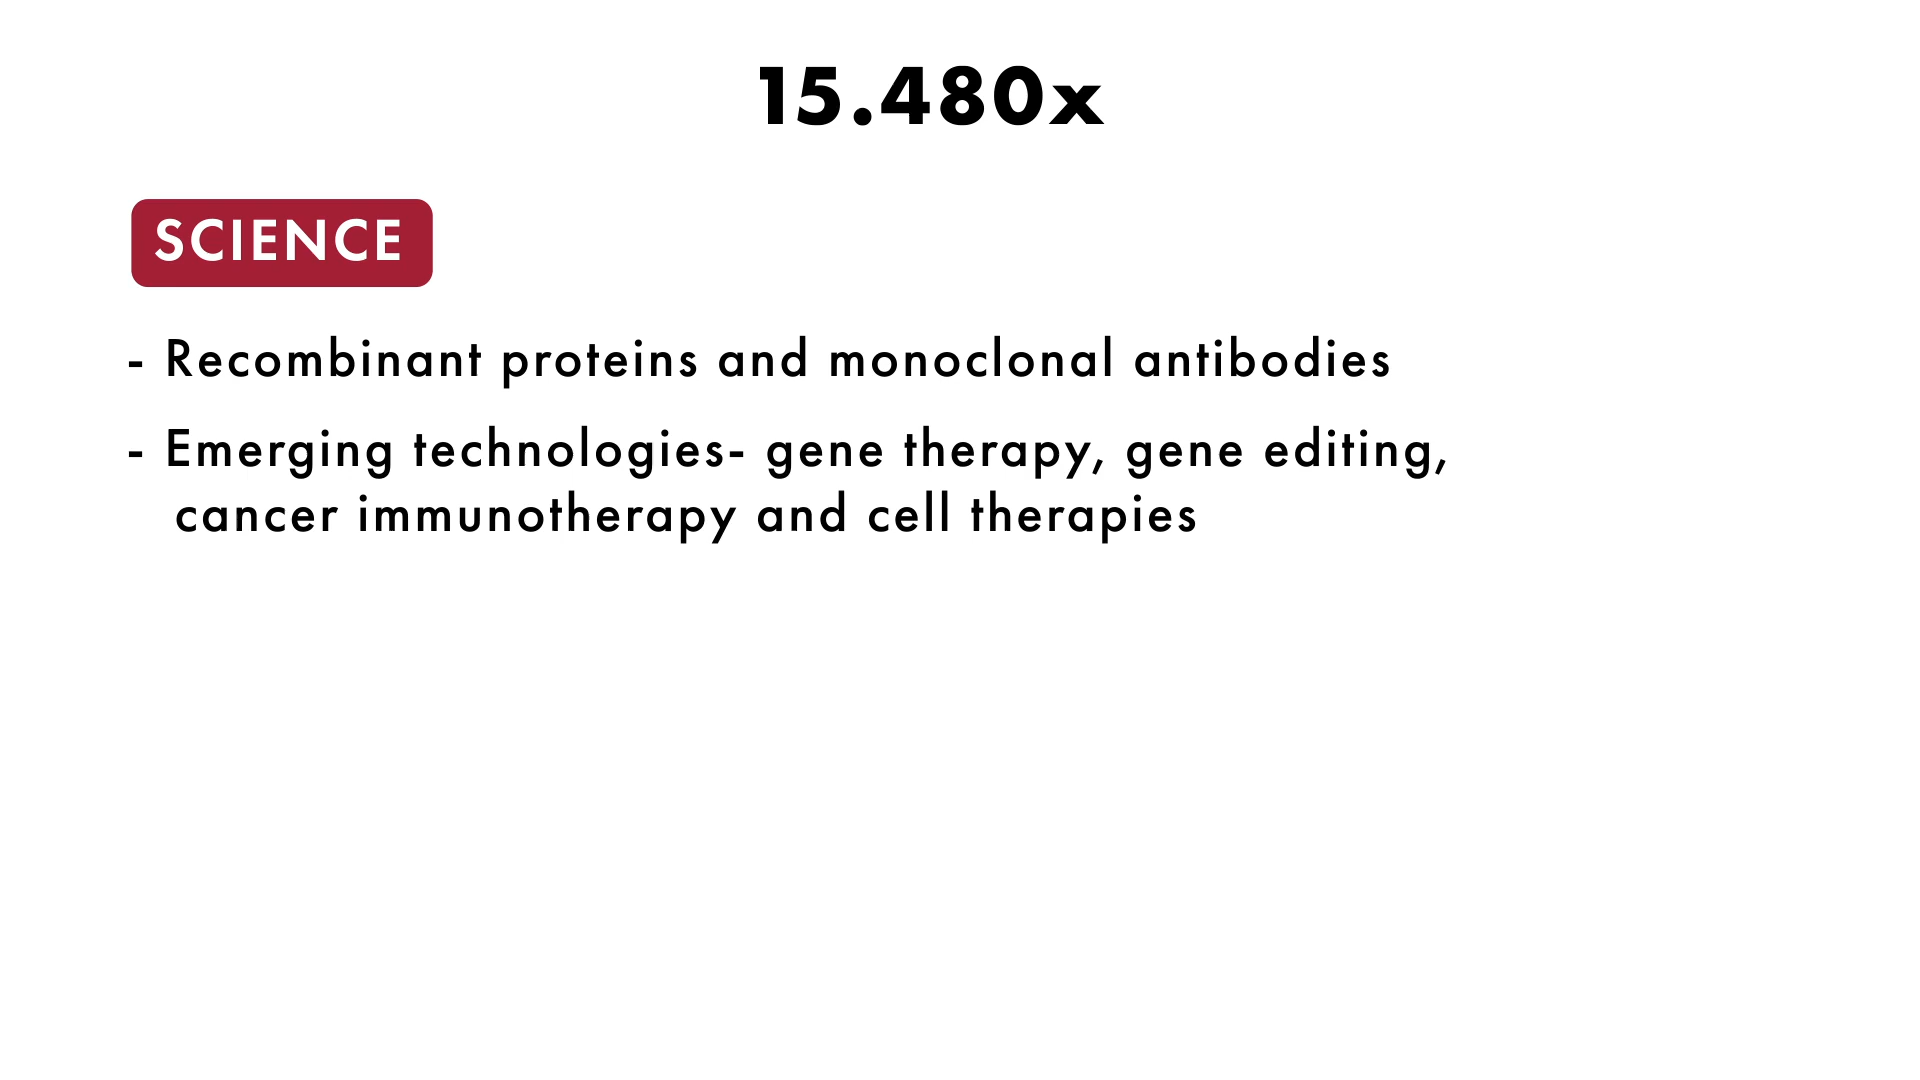 15.480x
SCIENCE
- Recombinant proteins and monoclonal antibodies
- Emerging technologies- gene therapy, gene editing,
cancer immunotherapy and cell therapies